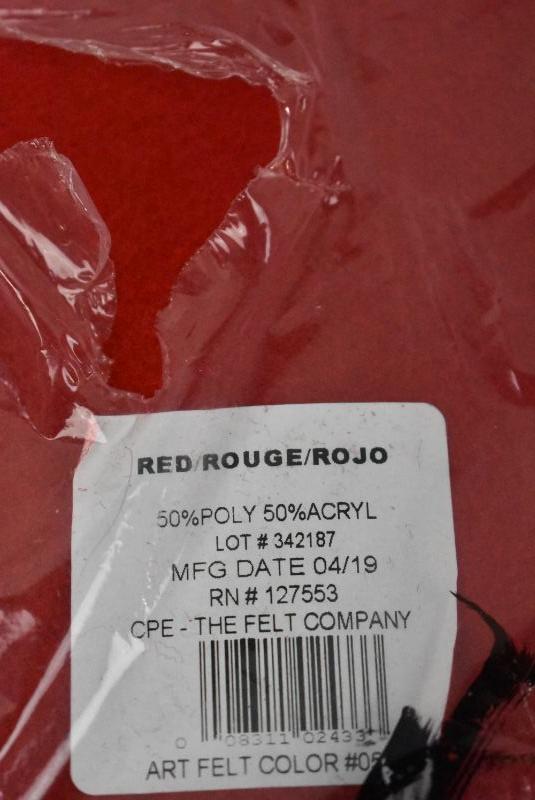 RED/ROUGE/ROJO
50%POLY 50%ACRYL
LOT # 342187
MFG DATE 04/19
RN # 127553
CPE - THE FELT COMPANY
0 08311 02433
ART FELT COLOR